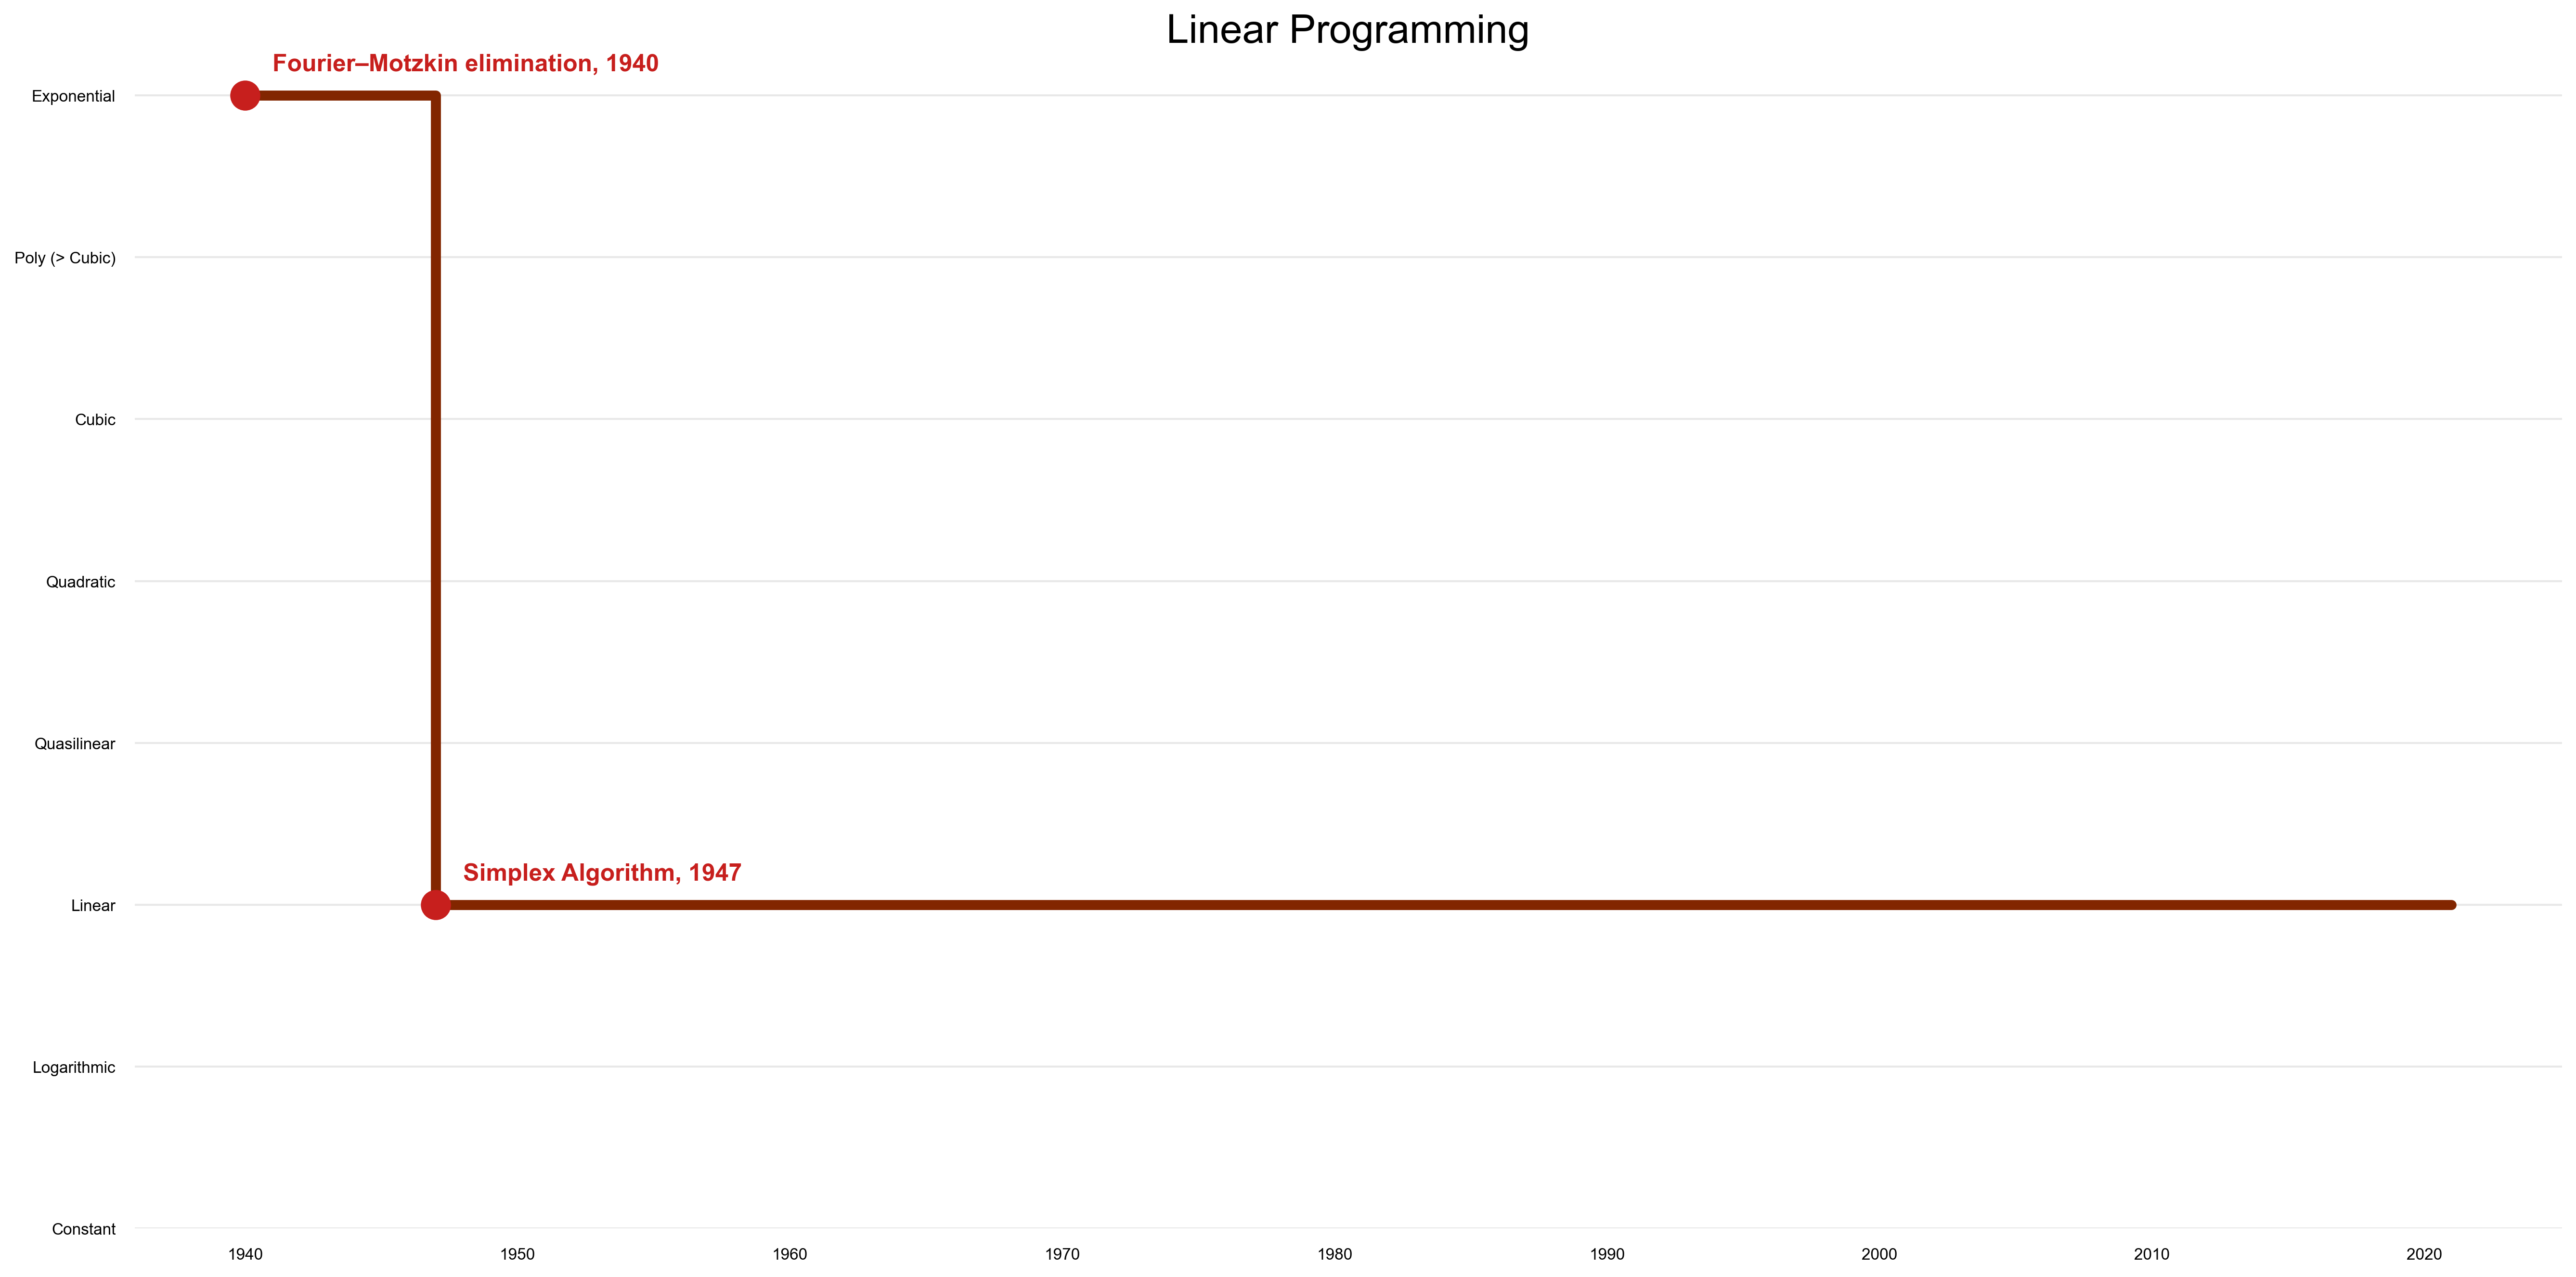 Linear Programming
Fourier–Motzkin elimination, 1940
Exponential
Poly (> Cubic)
Cubic
Quadratic
Quasilinear
Simplex Algorithm, 1947
Linear
Logarithmic
Constant
1940 1950 1960 1970 1980 1990 2000 2010 2020